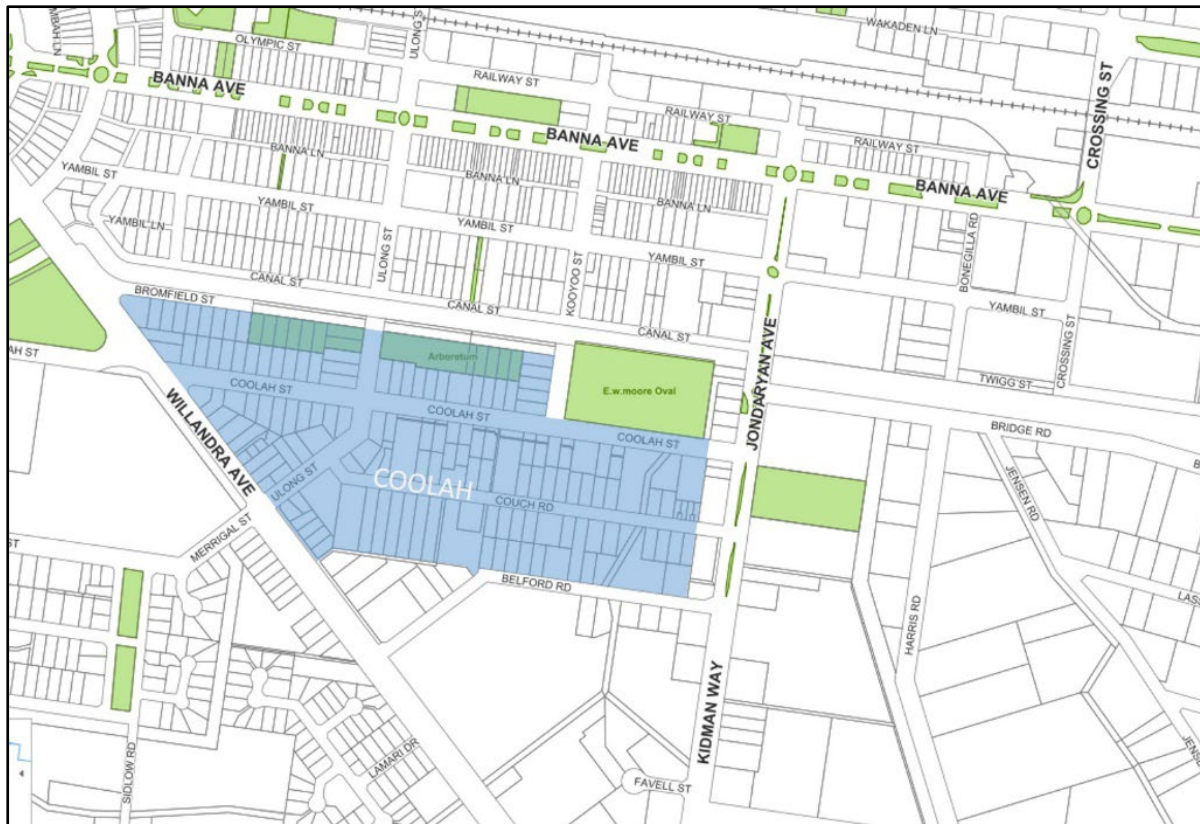 WAKADEN LN
ULONG S
OLYMPIC ST
CROSSING ST
RAILWAY ST
BANNA AVE
RAILWAY ST
BANNA AVE
RAILWAY ST
BANNA LN
BANNA LN
BANNA AVE
YAMBIL ST
BANNA LN
YAMBIL ST
YAMBIL ST
YAMBIL LN
ULONG ST
KOOYOO ST
YAMBIL ST
BONEGILLA RD
CANAL ST
BROMFIELD ST
CANAL ST
YAMBIL ST
CANAL ST
CROSSING ST
AH ST
Arboretum
JONDARYAN AVE
COOLAH ST
TWIGG ST
E.w.moore Oval
WILLANDRA AVE
COOLAH ST
BRIDGE RD
COOLAH ST
ULONG ST
COOLAH
JENSEN RD
COUCH RD
MERRIGAL ST
ST
BELFORD RD
LASS
HARRIS RD
KIDMAN WAY
SIDLOW RD
LAMARI DR
JENSE
FAVELL ST